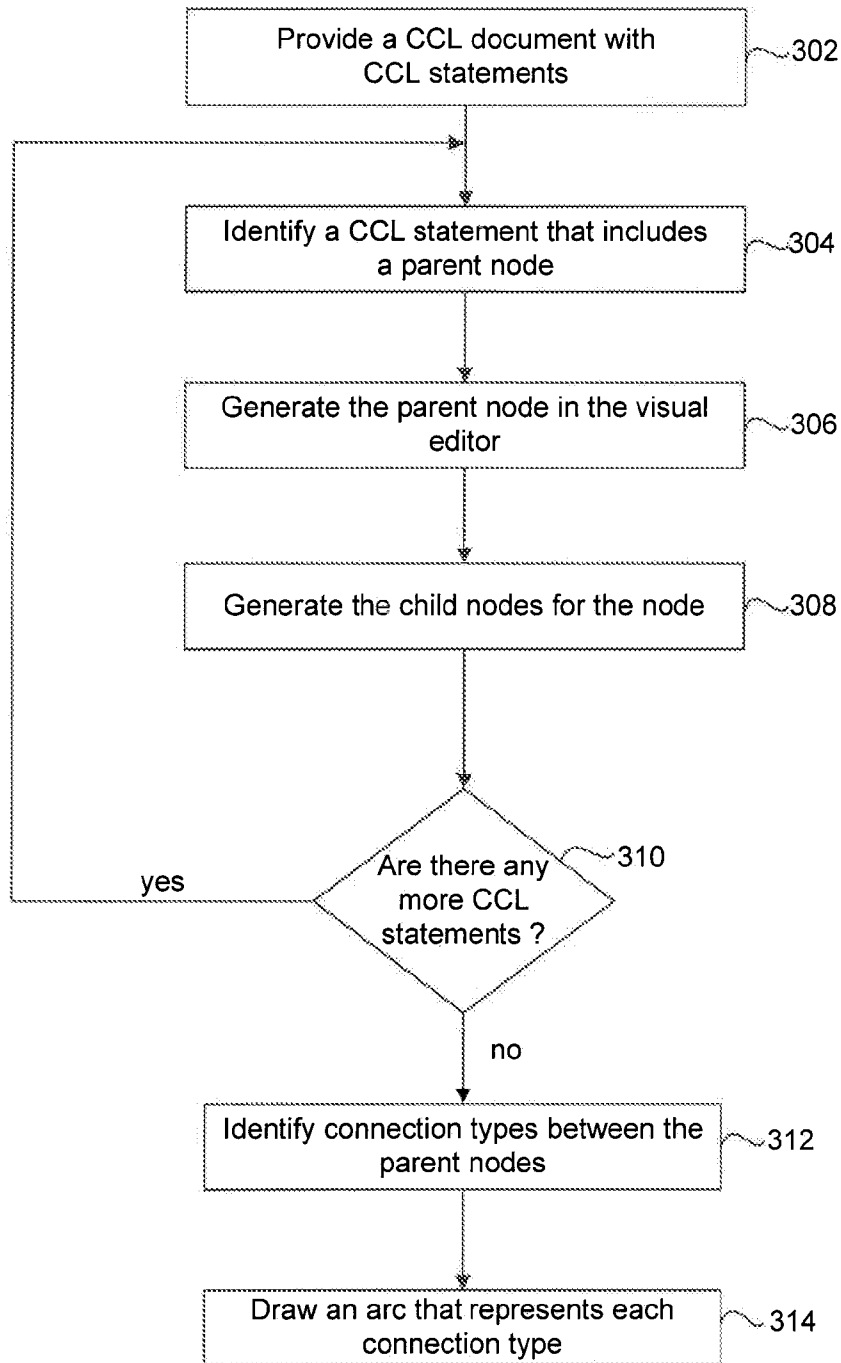 Provide a CCL document with
CCL statements
302
Identify a CCL statement that includes
a parent node
304
Generate the parent node in the visual
editor
306
Generate the child nodes for the node
308
Are there any
more CCL
statements ?
310
yes
no
Identify connection types between the
parent nodes
312
Draw an arc that represents each
connection type
314